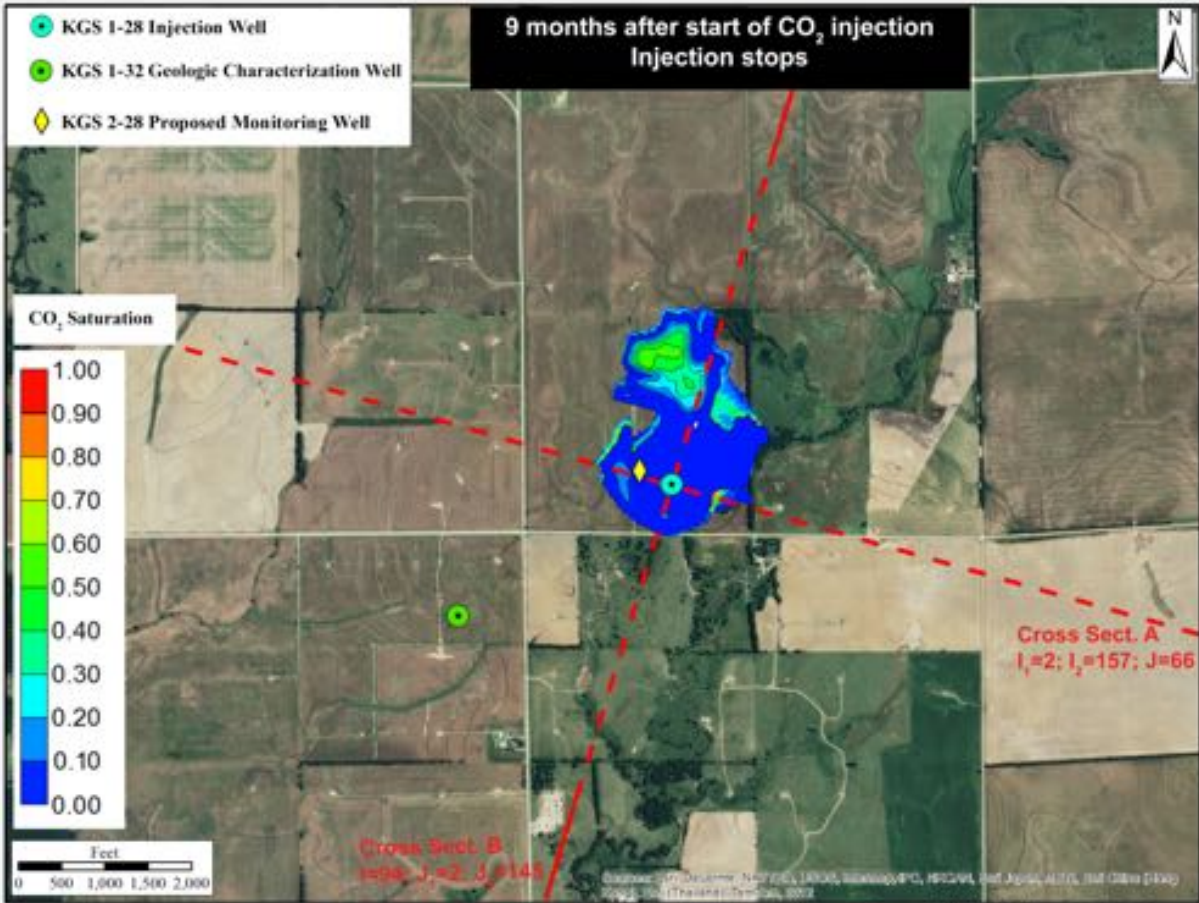 KGS 1-28 Injection Well
KGS 1-32 Geologic Characterization Well
KGS 2-28 Proposed Monitoring Well
9 months after start of CO₂ injection
Injection stops
N
CO₂ Saturation
1.00
0.90
0.80
0.70
0.60
0.50
0.40
0.30
0.20
0.10
0.00
Cross Sect. A
I₁=2; I₂=157; J=66
Cross Sect. B
Feet
0 500 1,000 1,500 2,000